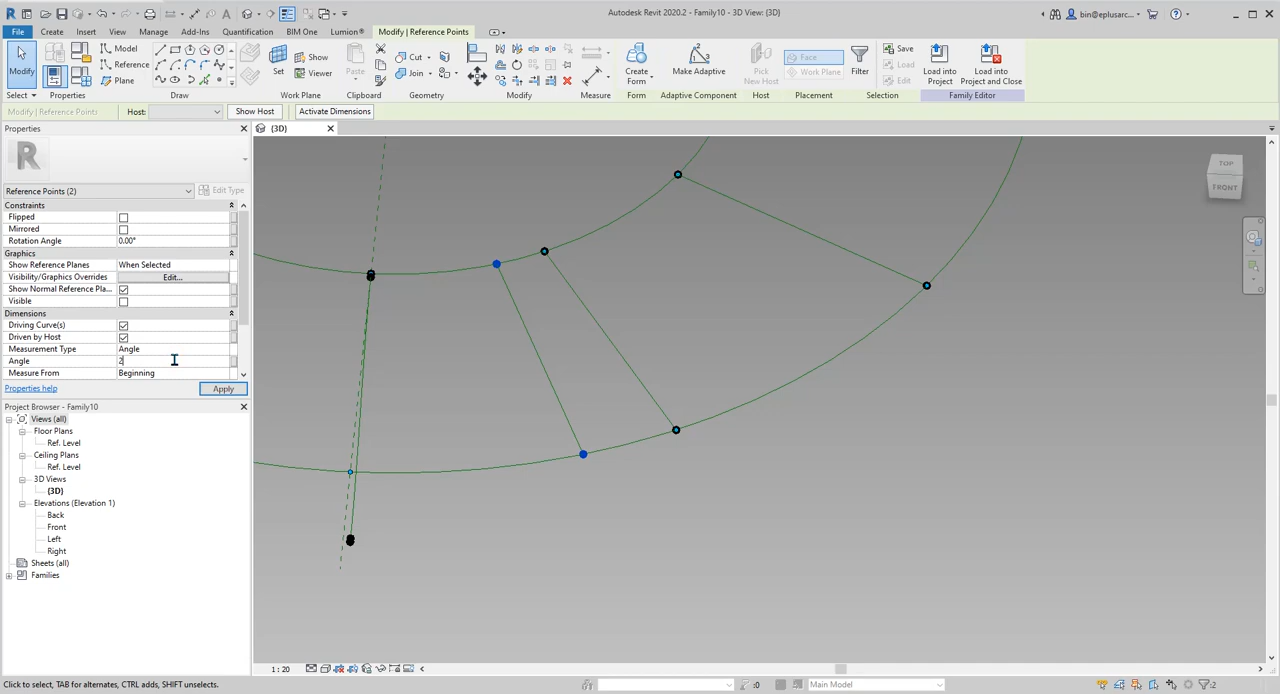 Autodesk Revit 2020.2 - Family10 - 3D View: {3D}
bin@eplusarc...
File Create Insert View Manage Add-Ins Quantification BIM One Lumion® Modify | Reference Points
Modify
Model
Reference
Plane
Set
Show
Viewer
Paste
Cut
Join
Create
Form
Make Adaptive
Pick
New Host
Face
Work Plane
Filter
Save
Load
Edit
Load into
Project
Load into
Project and Close
Select Properties Draw Work Plane Clipboard Geometry Modify Measure Form Adaptive Component Host Placement Selection Family Editor
Modify | Reference Points Host: Show Host Activate Dimensions
Properties
{3D}
Reference Points (2) Edit Type
Constraints
Flipped
Mirrored
Rotation Angle 0.00°
Graphics
Show Reference Planes When Selected
Visibility/Graphics Overrides Edit...
Show Normal Reference Pla...
Visible
Dimensions
Driving Curve(s)
Driven by Host
Measurement Type Angle
Angle 2
Measure From Beginning
Properties help Apply
Project Browser - Family10
Views (all)
Floor Plans
Ref. Level
Ceiling Plans
Ref. Level
3D Views
{3D}
Elevations (Elevation 1)
Back
Front
Left
Right
Sheets (all)
Families
TOP
FRONT
1 : 20
Click to select, TAB for alternates, CTRL adds, SHIFT unselects.
:0
Main Model
:2